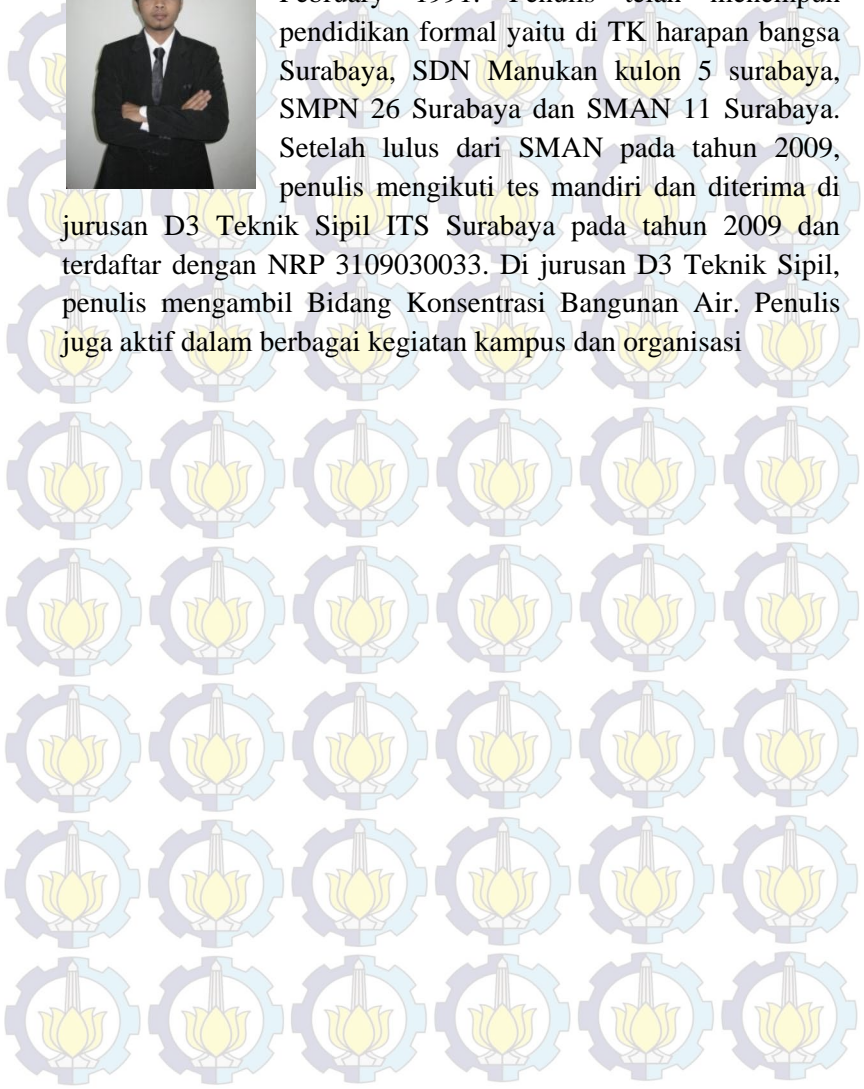 February 1991. Penulis telah menempuh
pendidikan formal yaitu di TK harapan bangsa
Surabaya, SDN Manukan kulon 5 surabaya,
SMPN 26 Surabaya dan SMAN 11 Surabaya.
Setelah lulus dari SMAN pada tahun 2009,
penulis mengikuti tes mandiri dan diterima di
jurusan D3 Teknik Sipil ITS Surabaya pada tahun 2009 dan
terdaftar dengan NRP 3109030033. Di jurusan D3 Teknik Sipil,
penulis mengambil Bidang Konsentrasi Bangunan Air. Penulis
juga aktif dalam berbagai kegiatan kampus dan organisasi